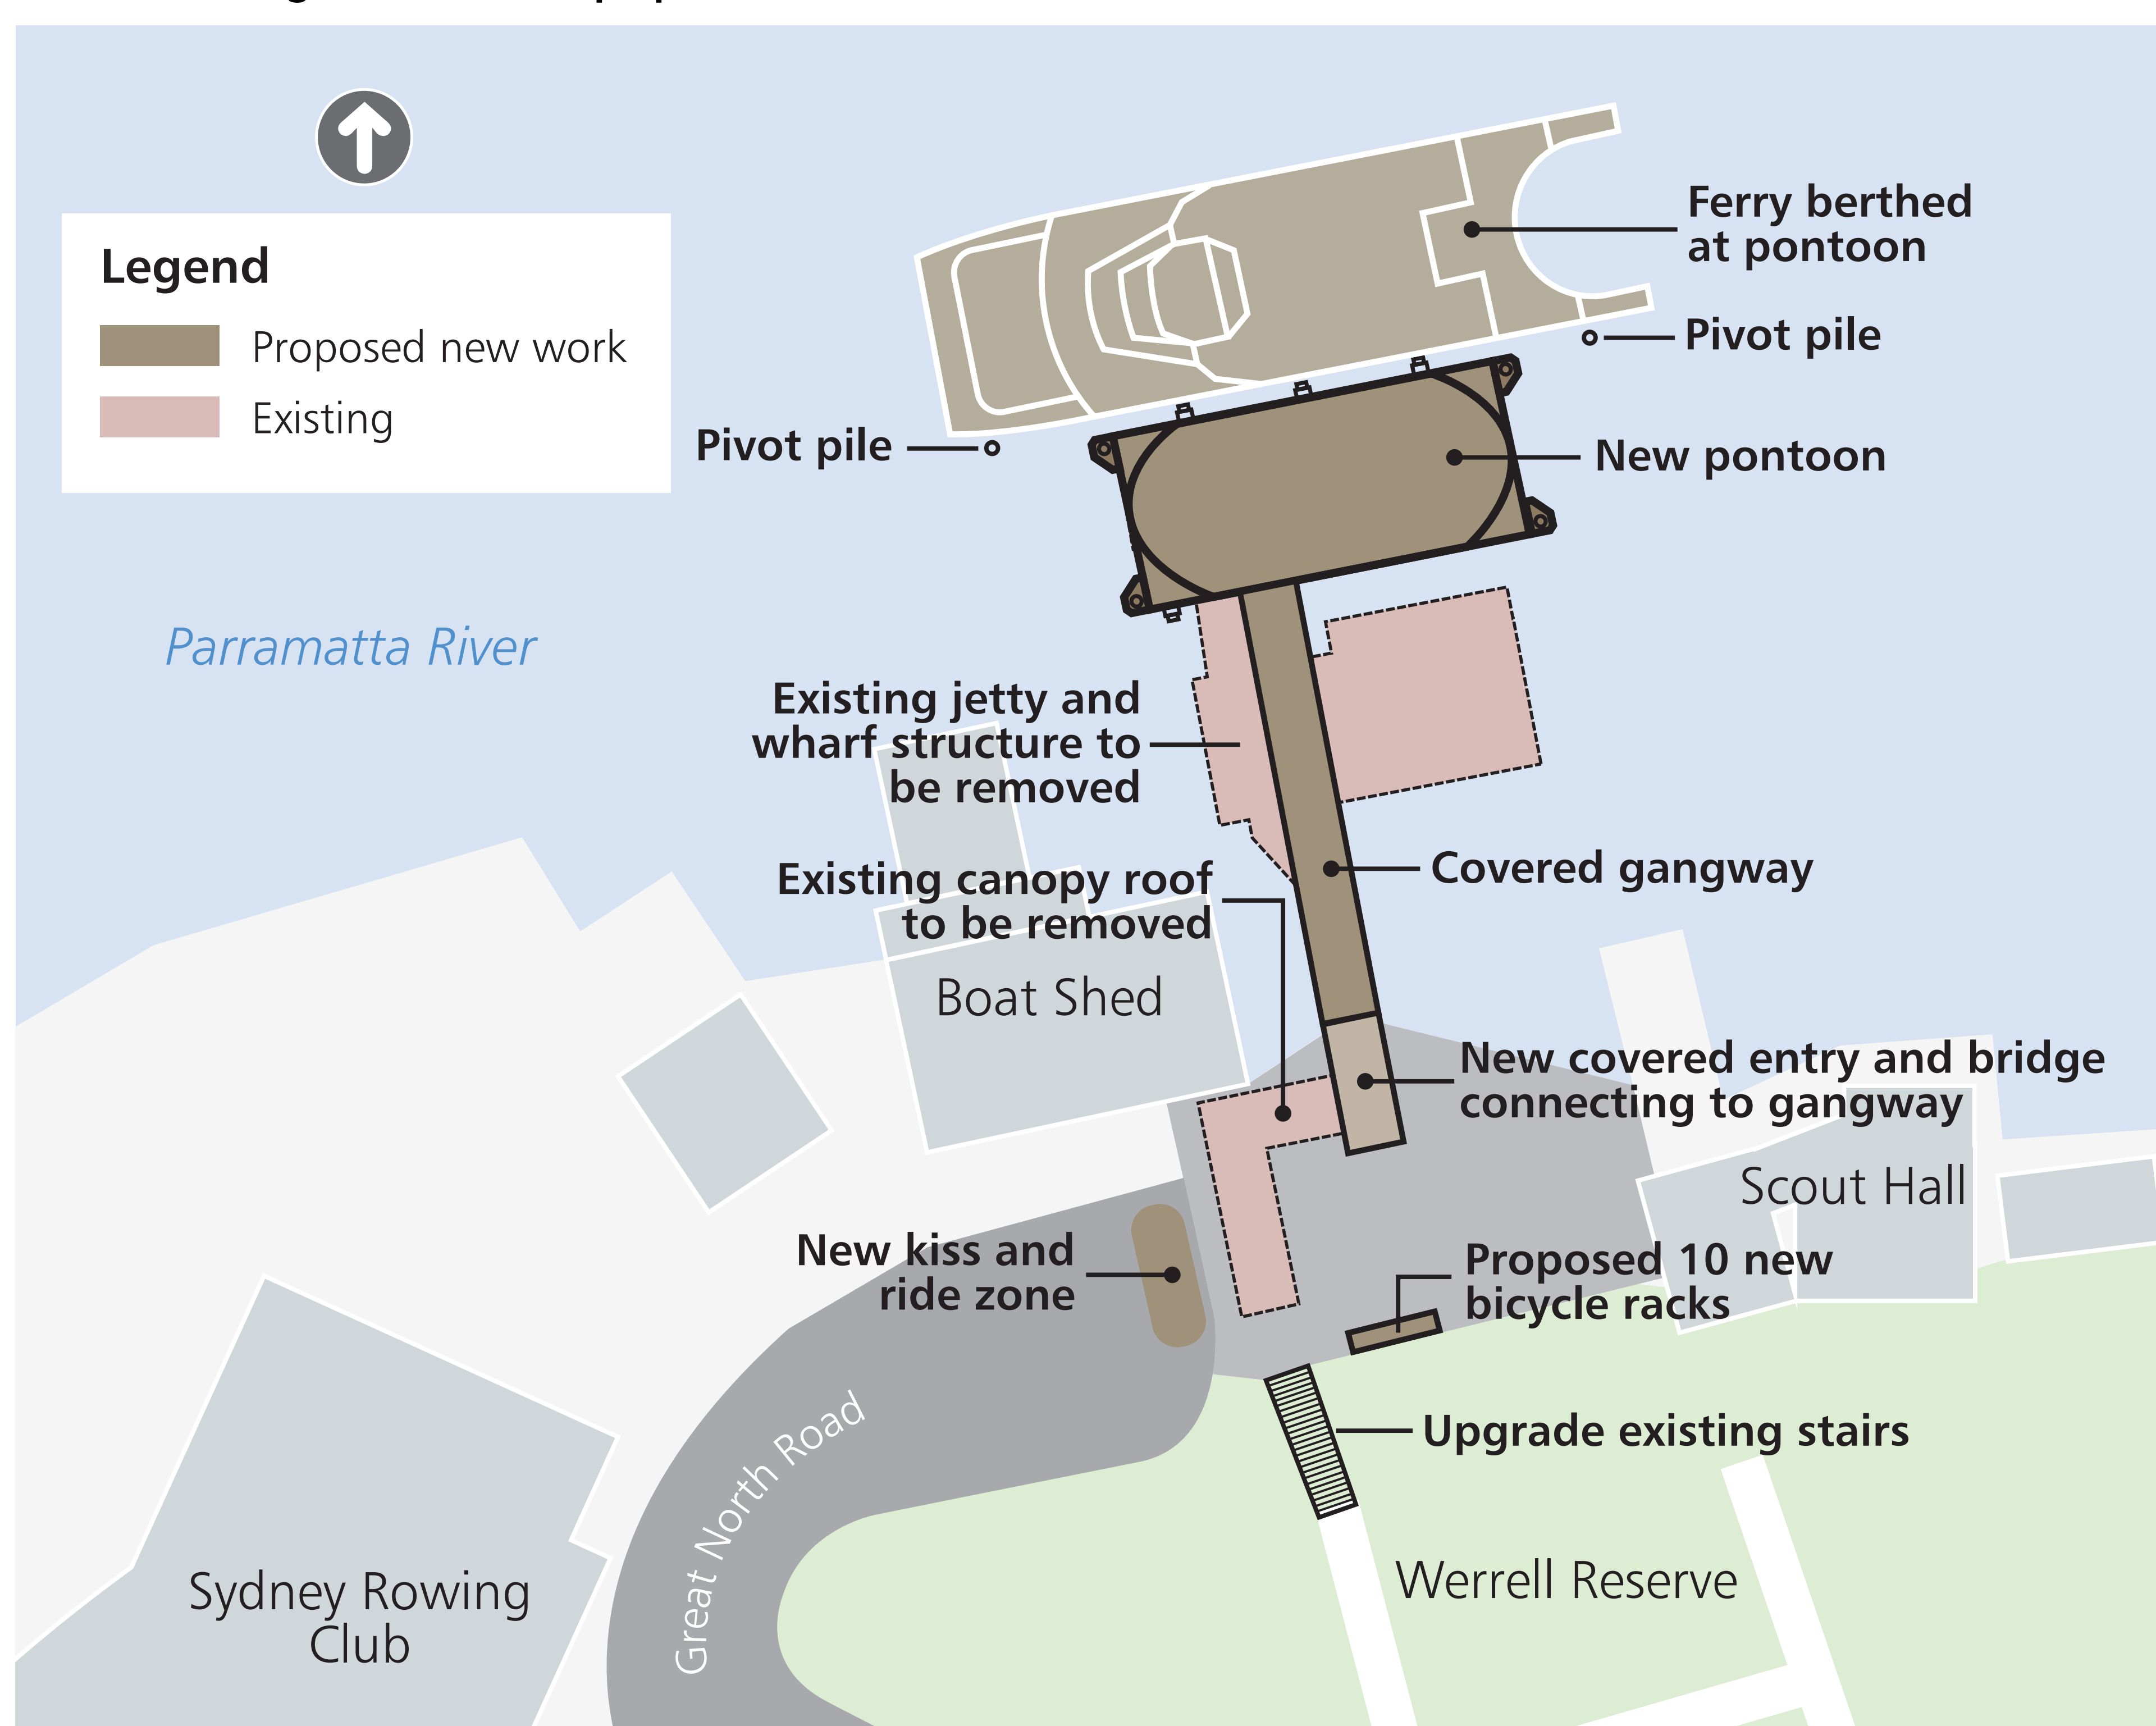 Legend
Proposed new work
Existing
Ferry berthed
at pontoon
Pivot pile
Pivot pile
New pontoon
Parramatta River
Existing jetty and
wharf structure to
be removed
Existing canopy roof
to be removed
Covered gangway
Boat Shed
New covered entry and bridge
connecting to gangway
Scout Hall
New kiss and
ride zone
Proposed 10 new
bicycle racks
Upgrade existing stairs
Great North Road
Werrell Reserve
Sydney Rowing
Club